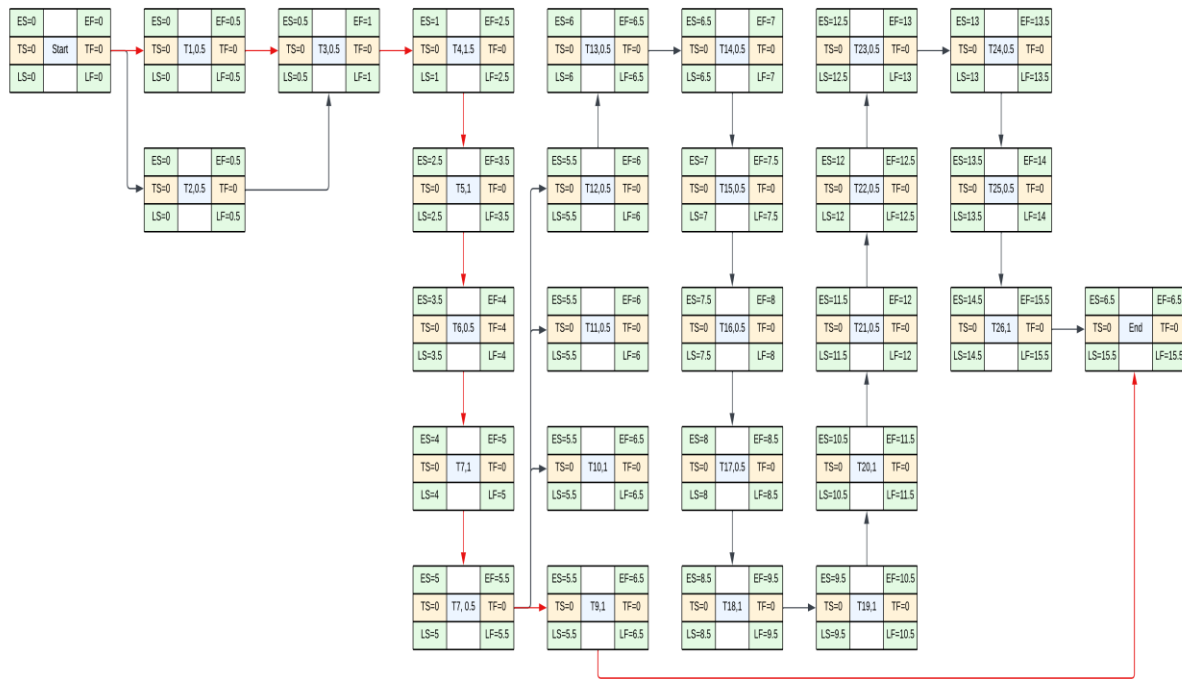 ES=0 EF=0 ES=0 EF=0.5 ES=0.5 EF=1 ES=1 EF=2.5 ES=6 EF=6.5 ES=6.5 EF=7 ES=12.5 EF=13 ES=13 EF=13.5
TS=0 Start TF=0 TS=0 T1,0.5 TF=0 TS=0 T3,0.5 TF=0 TS=0 T4,1.5 TF=0 TS=0 T13,0.5 TF=0 TS=0 T14,0.5 TF=0 TS=0 T23,0.5 TF=0 TS=0 T24,0.5 TF=0
LS=0 LF=0 LS=0 LF=0.5 LS=0.5 LF=1 LS=1 LF=2.5 LS=6 LF=6.5 LS=6.5 LF=7 LS=12.5 LF=13 LS=13 LF=13.5
ES=0 EF=0.5 ES=2.5 EF=3.5 ES=5.5 EF=6 ES=7 EF=7.5 ES=12 EF=12.5 ES=13.5 EF=14
TS=0 T2,0.5 TF=0 TS=0 T5,1 TF=0 TS=0 T12,0.5 TF=0 TS=0 T15,0.5 TF=0 TS=0 T22,0.5 TF=0 TS=0 T25,0.5 TF=0
LS=0 LF=0.5 LS=2.5 LF=3.5 LS=5.5 LF=6 LS=7 LF=7.5 LS=12 LF=12.5 LS=13.5 LF=14
ES=3.5 EF=4 ES=5.5 EF=6 ES=7.5 EF=8 ES=11.5 EF=12 ES=14.5 EF=15.5 ES=6.5 EF=6.5
TS=0 T6,0.5 TF=4 TS=0 T11,0.5 TF=0 TS=0 T16,0.5 TF=0 TS=0 T21,0.5 TF=0 TS=0 T26,1 TF=0 TS=0 End TF=0
LS=3.5 LF=4 LS=5.5 LF=6 LS=7.5 LF=8 LS=11.5 LF=12 LS=14.5 LF=15.5 LS=15.5 LF=15.5
ES=4 EF=5 ES=5.5 EF=6.5 ES=8 EF=8.5 ES=10.5 EF=11.5
TS=0 T7,1 TF=0 TS=0 T10,1 TF=0 TS=0 T17,0.5 TF=0 TS=0 T20,1 TF=0
LS=4 LF=5 LS=5.5 LF=6.5 LS=8 LF=8.5 LS=10.5 LF=11.5
ES=5 EF=5.5 ES=5.5 EF=6.5 ES=8.5 EF=9.5 ES=9.5 EF=10.5
TS=0 T7, 0.5 TF=0 TS=0 T9,1 TF=0 TS=0 T18,1 TF=0 TS=0 T19,1 TF=0
LS=5 LF=5.5 LS=5.5 LF=6.5 LS=8.5 LF=9.5 LS=9.5 LF=10.5